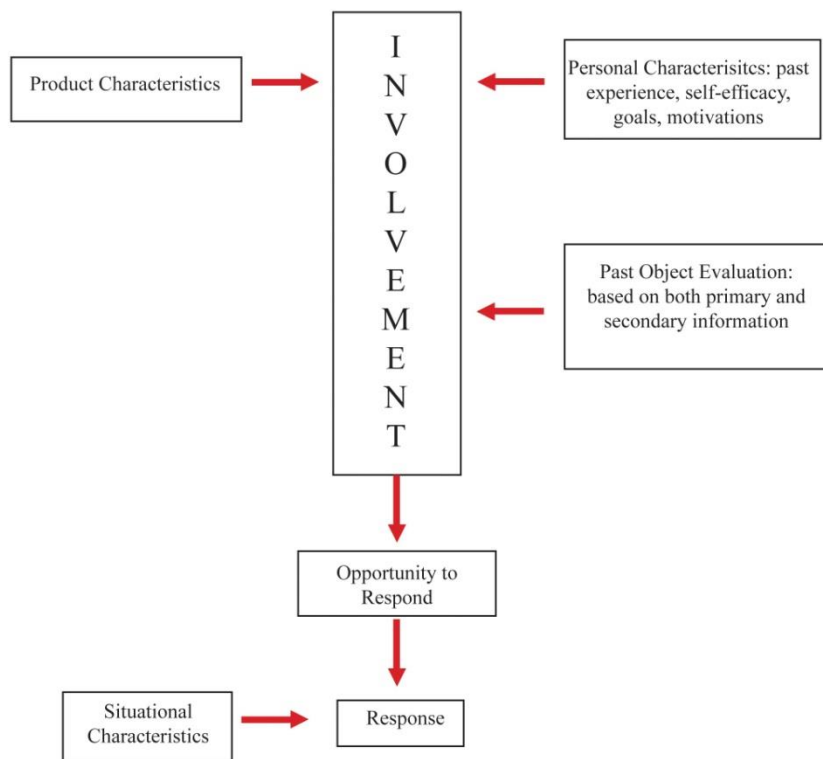 Product Characteristics
I
N
V
O
L
V
E
M
E
N
T
Personal Characterisitcs: past
experience, self-efficacy,
goals, motivations
Past Object Evaluation:
based on both primary and
secondary information
Opportunity to
Respond
Situational
Characteristics
Response